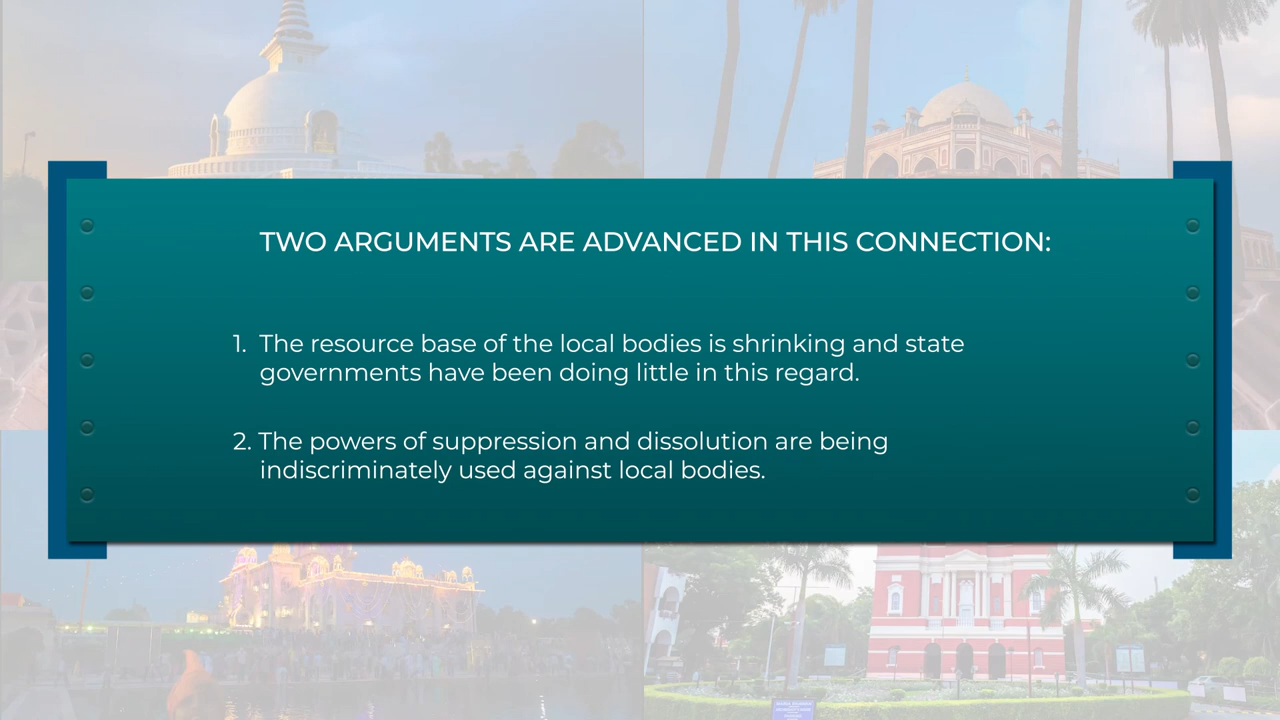 TWO ARGUMENTS ARE ADVANCED IN THIS CONNECTION:
1. The resource base of the local bodies is shrinking and state
governments have been doing little in this regard.
2. The powers of suppression and dissolution are being
indiscriminately used against local bodies.